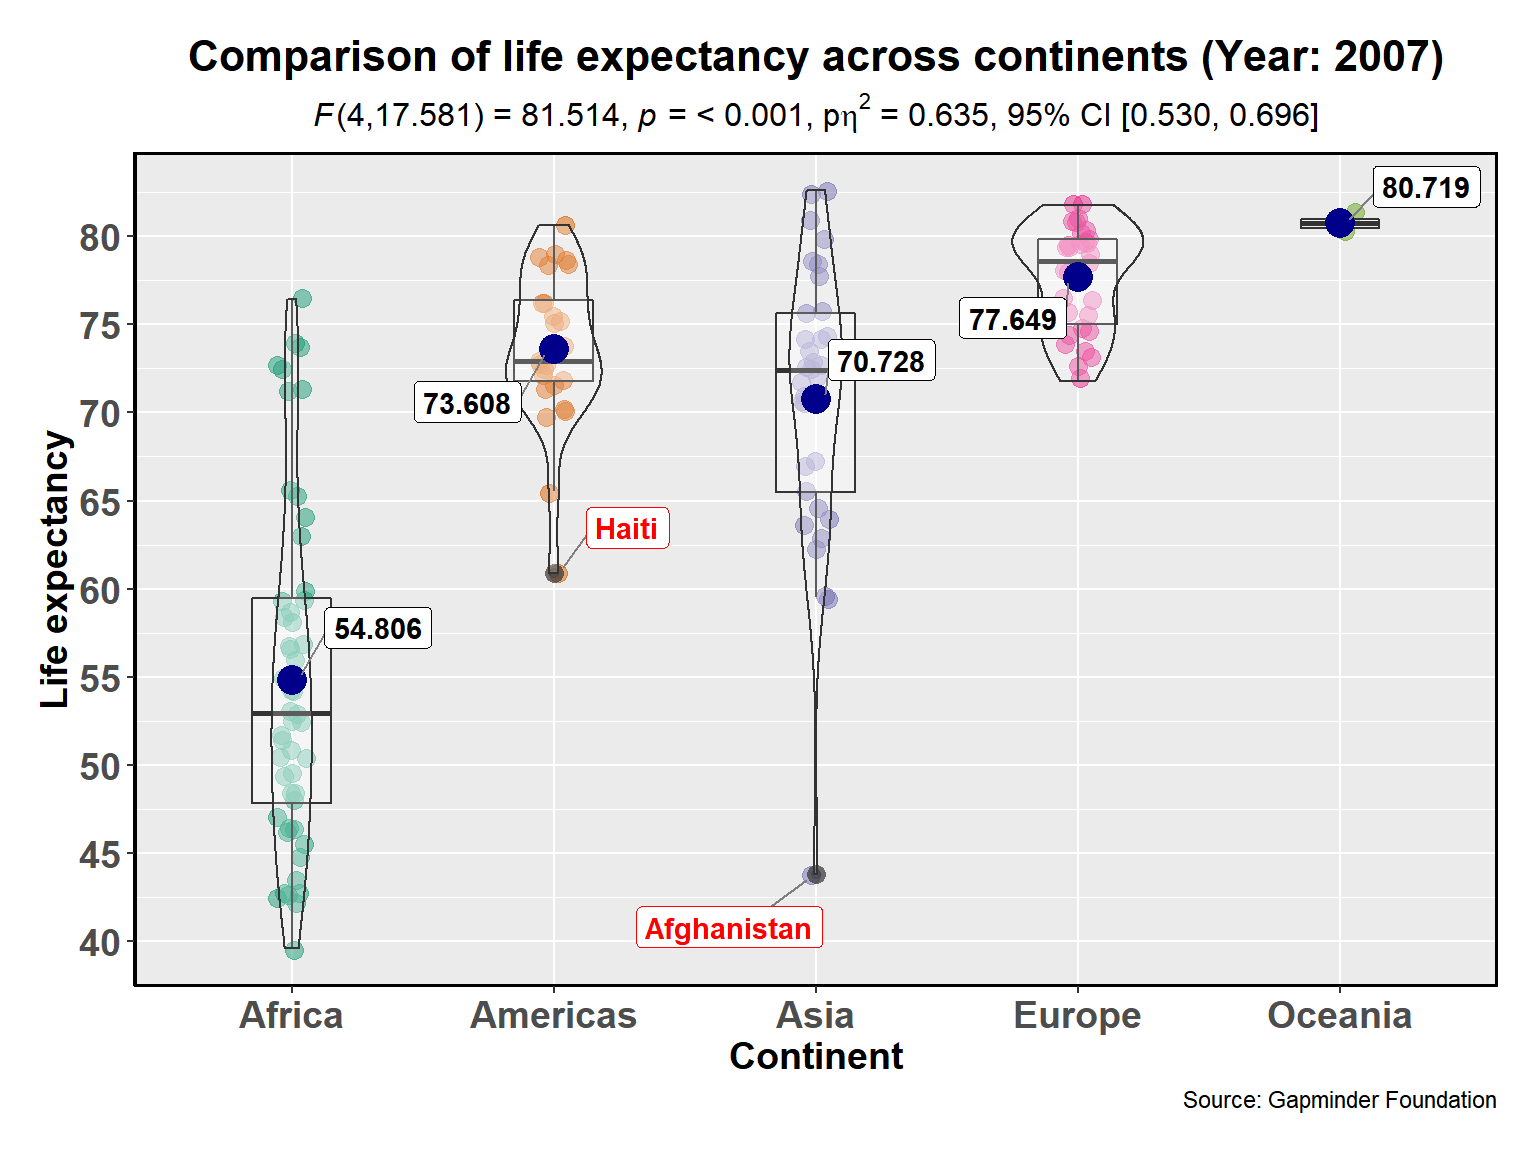 Comparison of life expectancy across continents (Year: 2007)
F(4,17.581) = 81.514, p = < 0.001, pη² = 0.635, 95% CI [0.530, 0.696]
Life expectancy
80
75
70
65
60
55
50
45
40
80.719
77.649
70.728
73.608
Haiti
54.806
Afghanistan
Africa
Americas
Asia
Europe
Oceania
Continent
Source: Gapminder Foundation